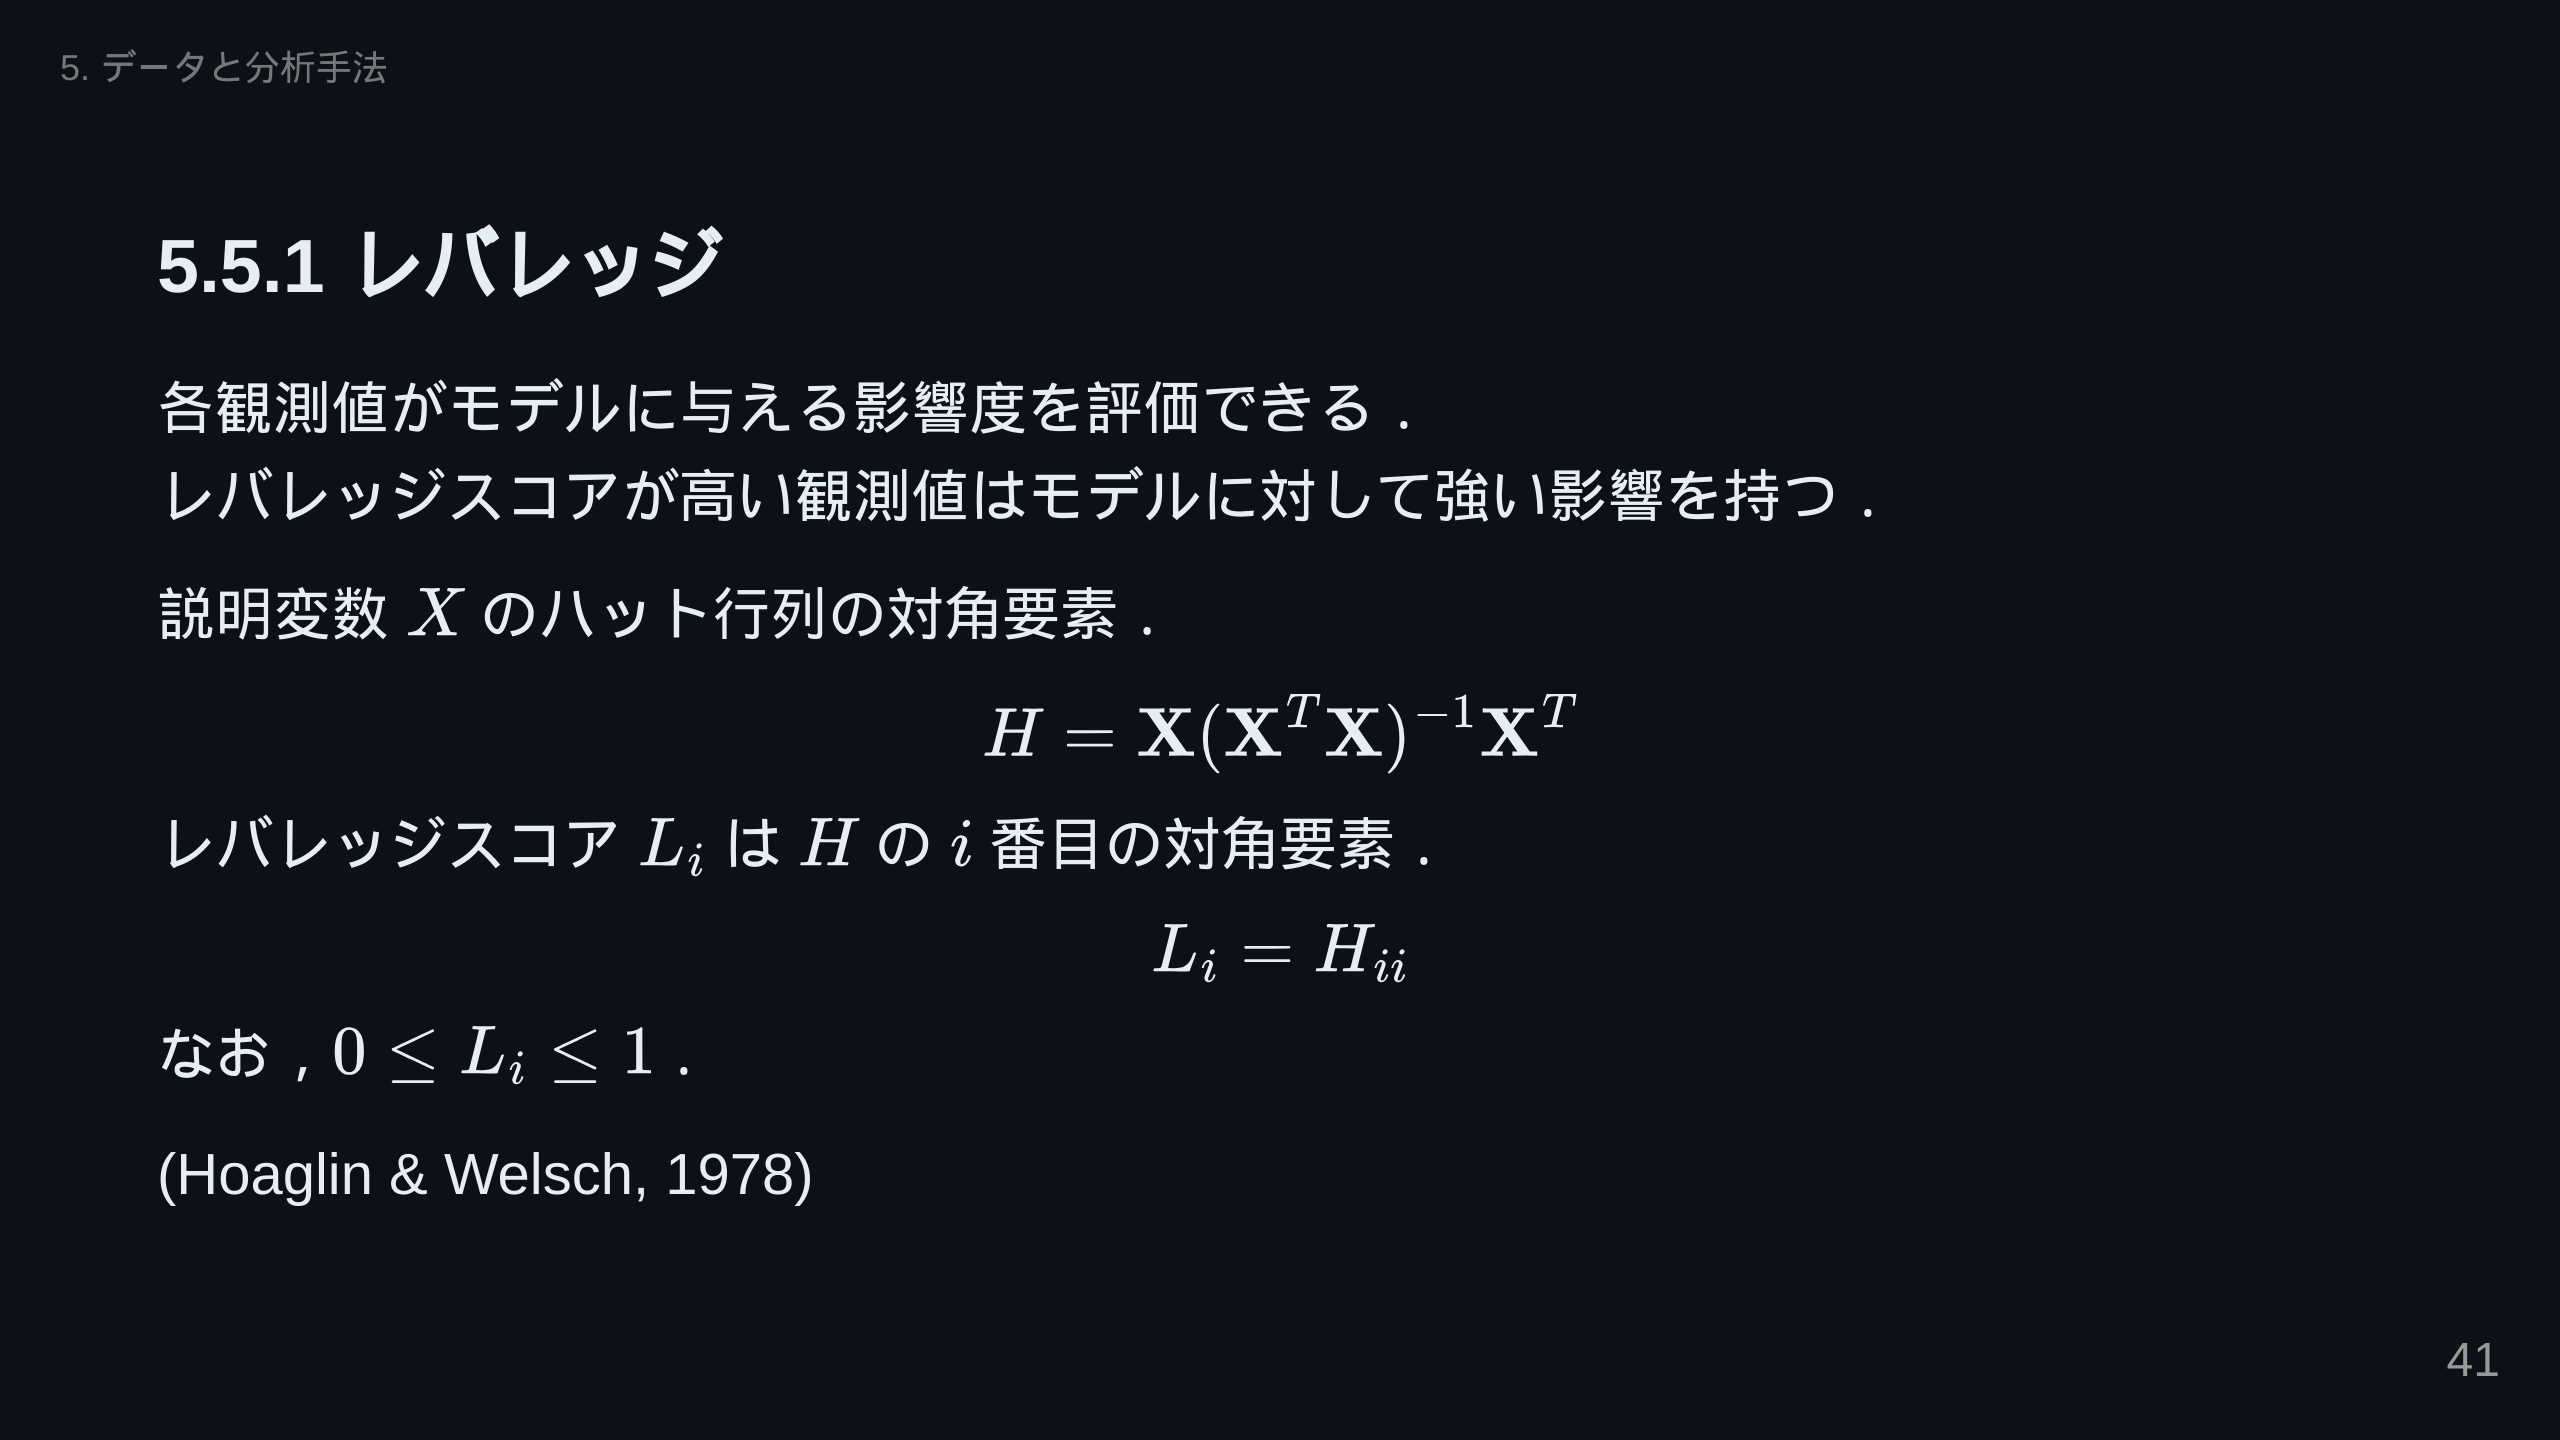 5. データと分析手法
5.5.1 レバレッジ
各観測値がモデルに与える影響度を評価できる．
レバレッジスコアが高い観測値はモデルに対して強い影響を持つ．
説明変数 X のハット行列の対角要素．
H = X(X^T X)^{-1} X^T
レバレッジスコア L_i は H の i 番目の対角要素．
L_i = H_{ii}
なお，0 ≤ L_i ≤ 1．
(Hoaglin & Welsch, 1978)
41